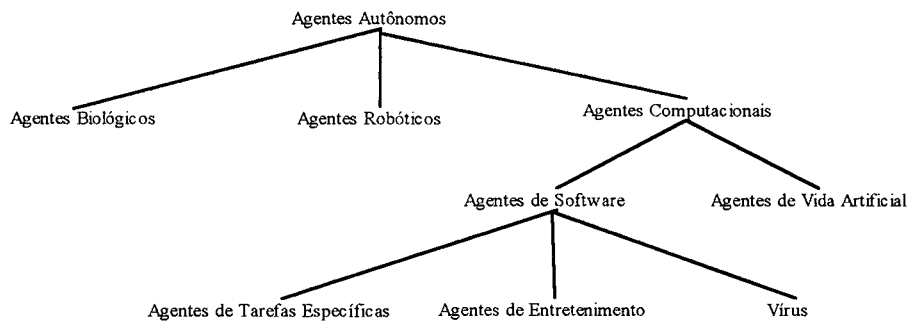 Agentes Autônomos
Agentes Biológicos
Agentes Robóticos
Agentes Computacionais
Agentes de Software
Agentes de Vida Artificial
Agentes de Tarefas Específicas
Agentes de Entretenimento
Vírus